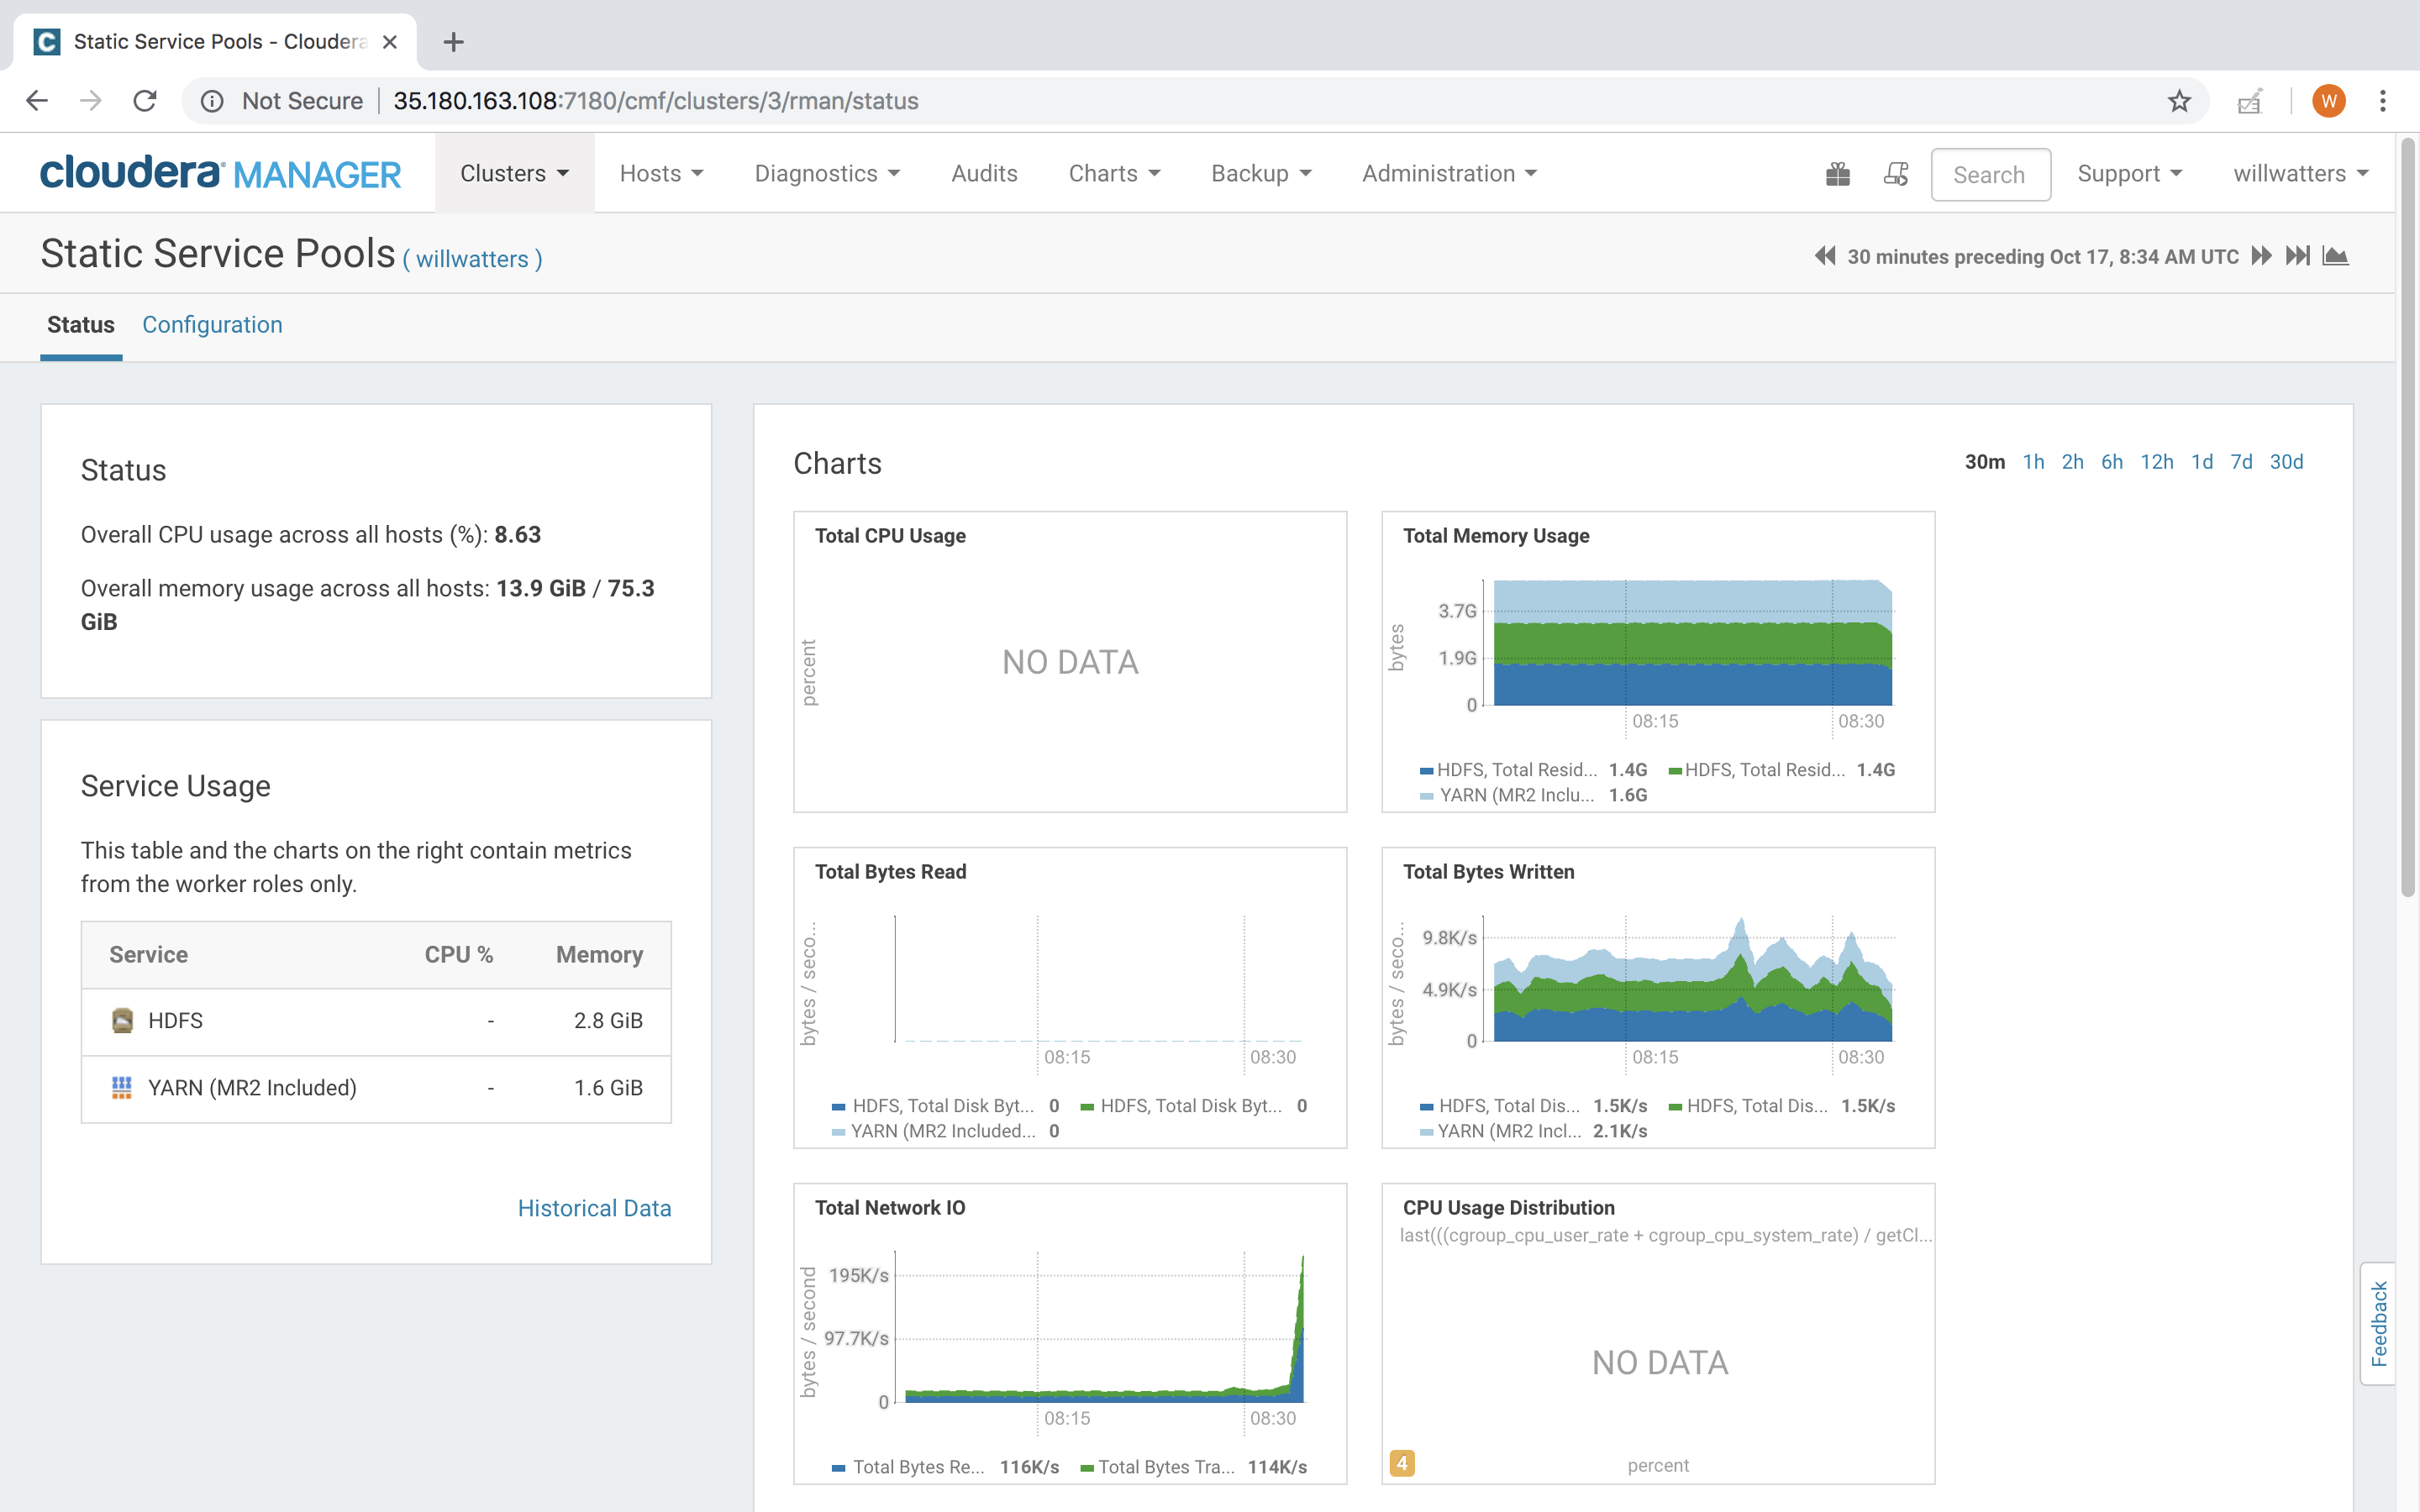 Static Service Pools - Cloudera
Not Secure 35.180.163.108:7180/cmf/clusters/3/rman/status
W
cloudera MANAGER Clusters Hosts Diagnostics Audits Charts Backup Administration Search Support willwatters
Static Service Pools ( willwatters ) 30 minutes preceding Oct 17, 8:34 AM UTC
Status Configuration
Status
Overall CPU usage across all hosts (%): 8.63
Overall memory usage across all hosts: 13.9 GiB / 75.3
GiB
Service Usage
This table and the charts on the right contain metrics
from the worker roles only.
Service CPU % Memory
HDFS - 2.8 GiB
YARN (MR2 Included) - 1.6 GiB
Historical Data
Charts 30m 1h 2h 6h 12h 1d 7d 30d
Total CPU Usage
percent
NO DATA
Total Memory Usage
bytes
3.7G
1.9G
0
08:15 08:30
HDFS, Total Resid... 1.4G HDFS, Total Resid... 1.4G
YARN (MR2 Inclu... 1.6G
Total Bytes Read
bytes / seco...
08:15 08:30
HDFS, Total Disk Byt... 0 HDFS, Total Disk Byt... 0
YARN (MR2 Included... 0
Total Bytes Written
bytes / seco...
9.8K/s
4.9K/s
0
08:15 08:30
HDFS, Total Dis... 1.5K/s HDFS, Total Dis... 1.5K/s
YARN (MR2 Incl... 2.1K/s
Total Network IO
bytes / second
195K/s
97.7K/s
0
08:15 08:30
Total Bytes Re... 116K/s Total Bytes Tra... 114K/s
CPU Usage Distribution
last(((cgroup_cpu_user_rate + cgroup_cpu_system_rate) / getCl...
NO DATA
4
percent
Feedback